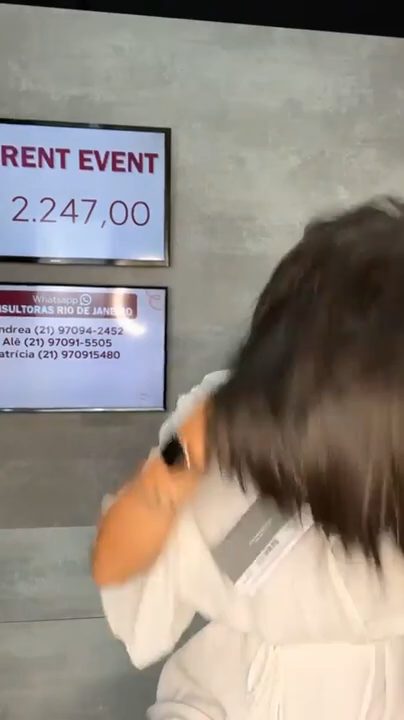 RENT EVENT
2.247,00
Whatsapp
SULTORAS RIO DE JANEIRO
ndrea (21) 97094-2452
Alê (21) 97091-5505
atrícia (21) 970915480